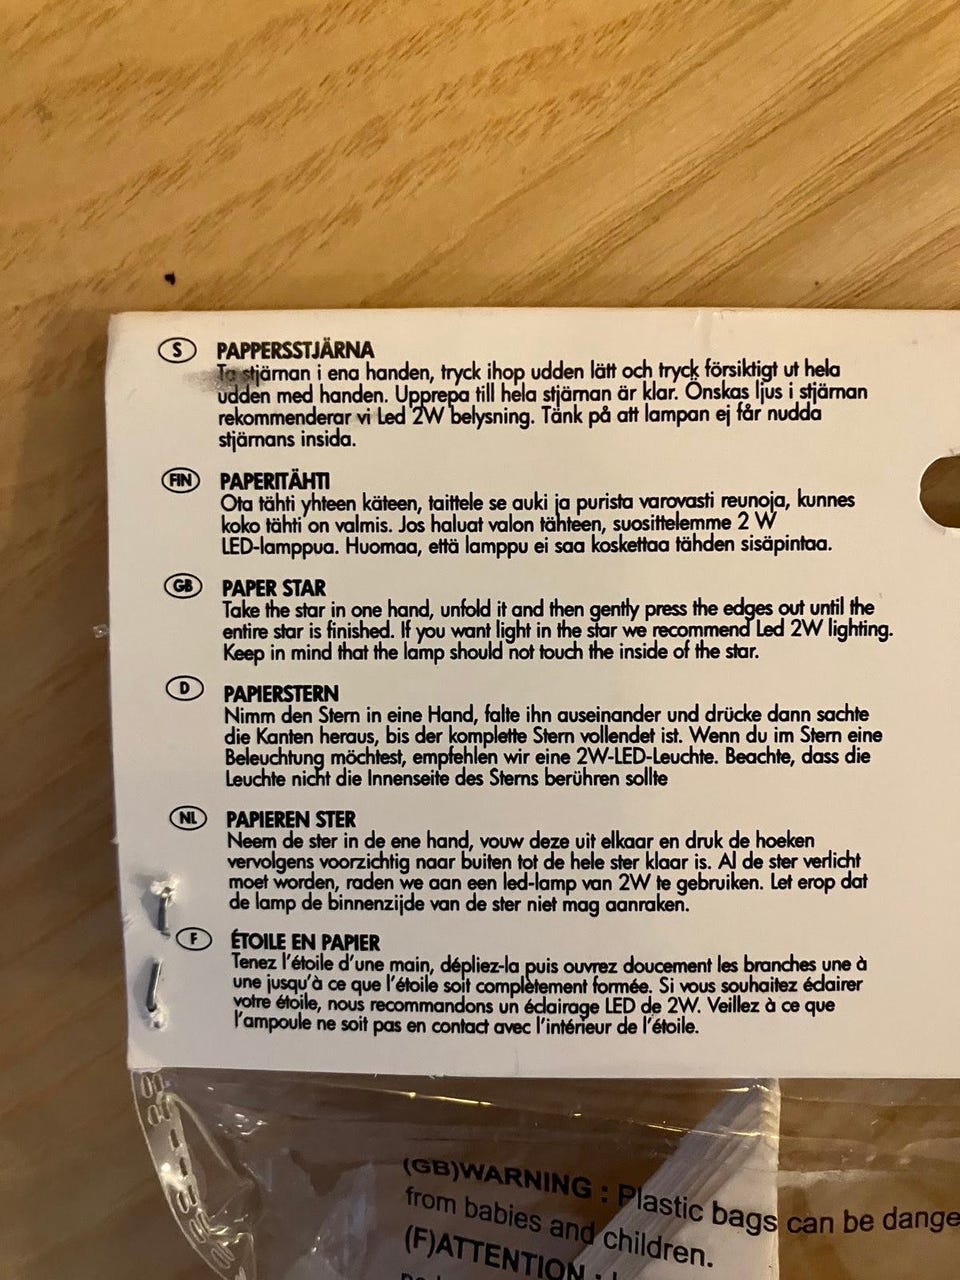 S PAPPERSSTJÄRNA
Ta stjärnan i ena handen, tryck ihop udden lätt och tryck försiktigt ut hela
udden med handen. Upprepa till hela stjärnan är klar. Önskas ljus i stjärnan
rekommenderar vi Led 2W belysning. Tänk på att lampan ej får nudda
stjärnans insida.
FIN PAPERITÄHTI
Ota tähti yhteen käteen, taittele se auki ja purista varovasti reunoja, kunnes
koko tähti on valmis. Jos haluat valon tähteen, suosittelemme 2 W
LED-lamppua. Huomaa, että lamppu ei saa koskettaa tähden sisäpintaa.
GB PAPER STAR
Take the star in one hand, unfold it and then gently press the edges out until the
entire star is finished. If you want light in the star we recommend Led 2W lighting.
Keep in mind that the lamp should not touch the inside of the star.
D PAPIERSTERN
Nimm den Stern in eine Hand, falte ihn auseinander und drücke dann sachte
die Kanten heraus, bis der komplette Stern vollendet ist. Wenn du im Stern eine
Beleuchtung möchtest, empfehlen wir eine 2W-LED-Leuchte. Beachte, dass die
Leuchte nicht die Innenseite des Sterns berühren sollte
NL PAPIEREN STER
Neem de ster in de ene hand, vouw deze uit elkaar en druk de hoeken
vervolgens voorzichtig naar buiten tot de hele ster klaar is. Al de ster verlicht
moet worden, raden we aan een led-lamp van 2W te gebruiken. Let erop dat
de lamp de binnenzijde van de ster niet mag aanraken.
F ÉTOILE EN PAPIER
Tenez l'étoile d'une main, dépliez-la puis ouvrez doucement les branches une à
une jusqu'à ce que l'étoile soit complètement formée. Si vous souhaitez éclairer
votre étoile, nous recommandons un éclairage LED de 2W. Veillez à ce que
l'ampoule ne soit pas en contact avec l'intérieur de l'étoile.
(GB)WARNING : Plastic bags can be dange
from babies and children.
(F)ATTENTION :